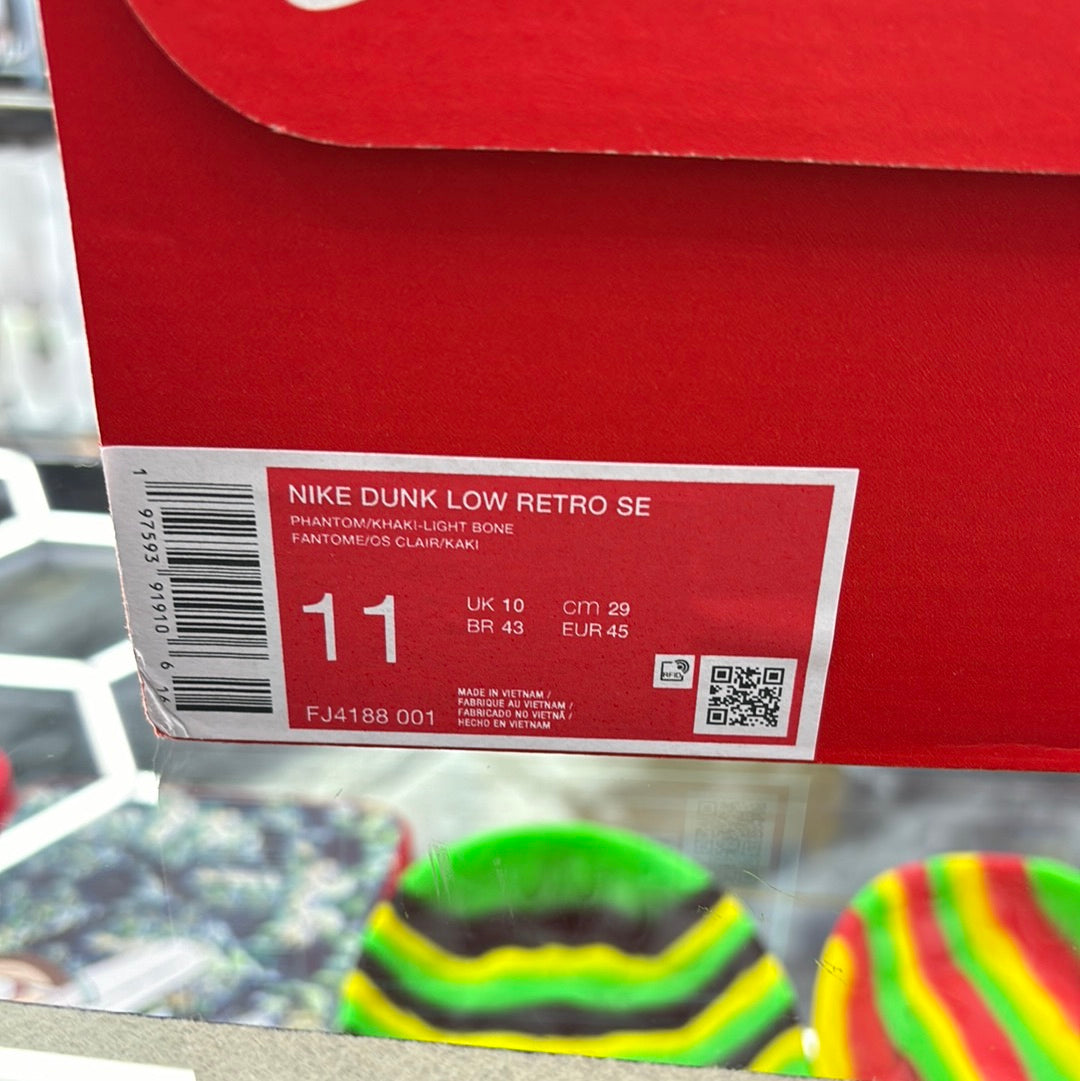 NIKE DUNK LOW RETRO SE
PHANTOM/KHAKI-LIGHT BONE
FANTOME/OS CLAIR/KAKI
11
UK 10 cm 29
BR 43 EUR 45
RFID
MADE IN VIETNAM /
FABRIQUE AU VIETNAM /
FABRICADO NO VIETNÃ /
HECHO EN VIETNAM
FJ4188 001
1 97593 91910 6 16